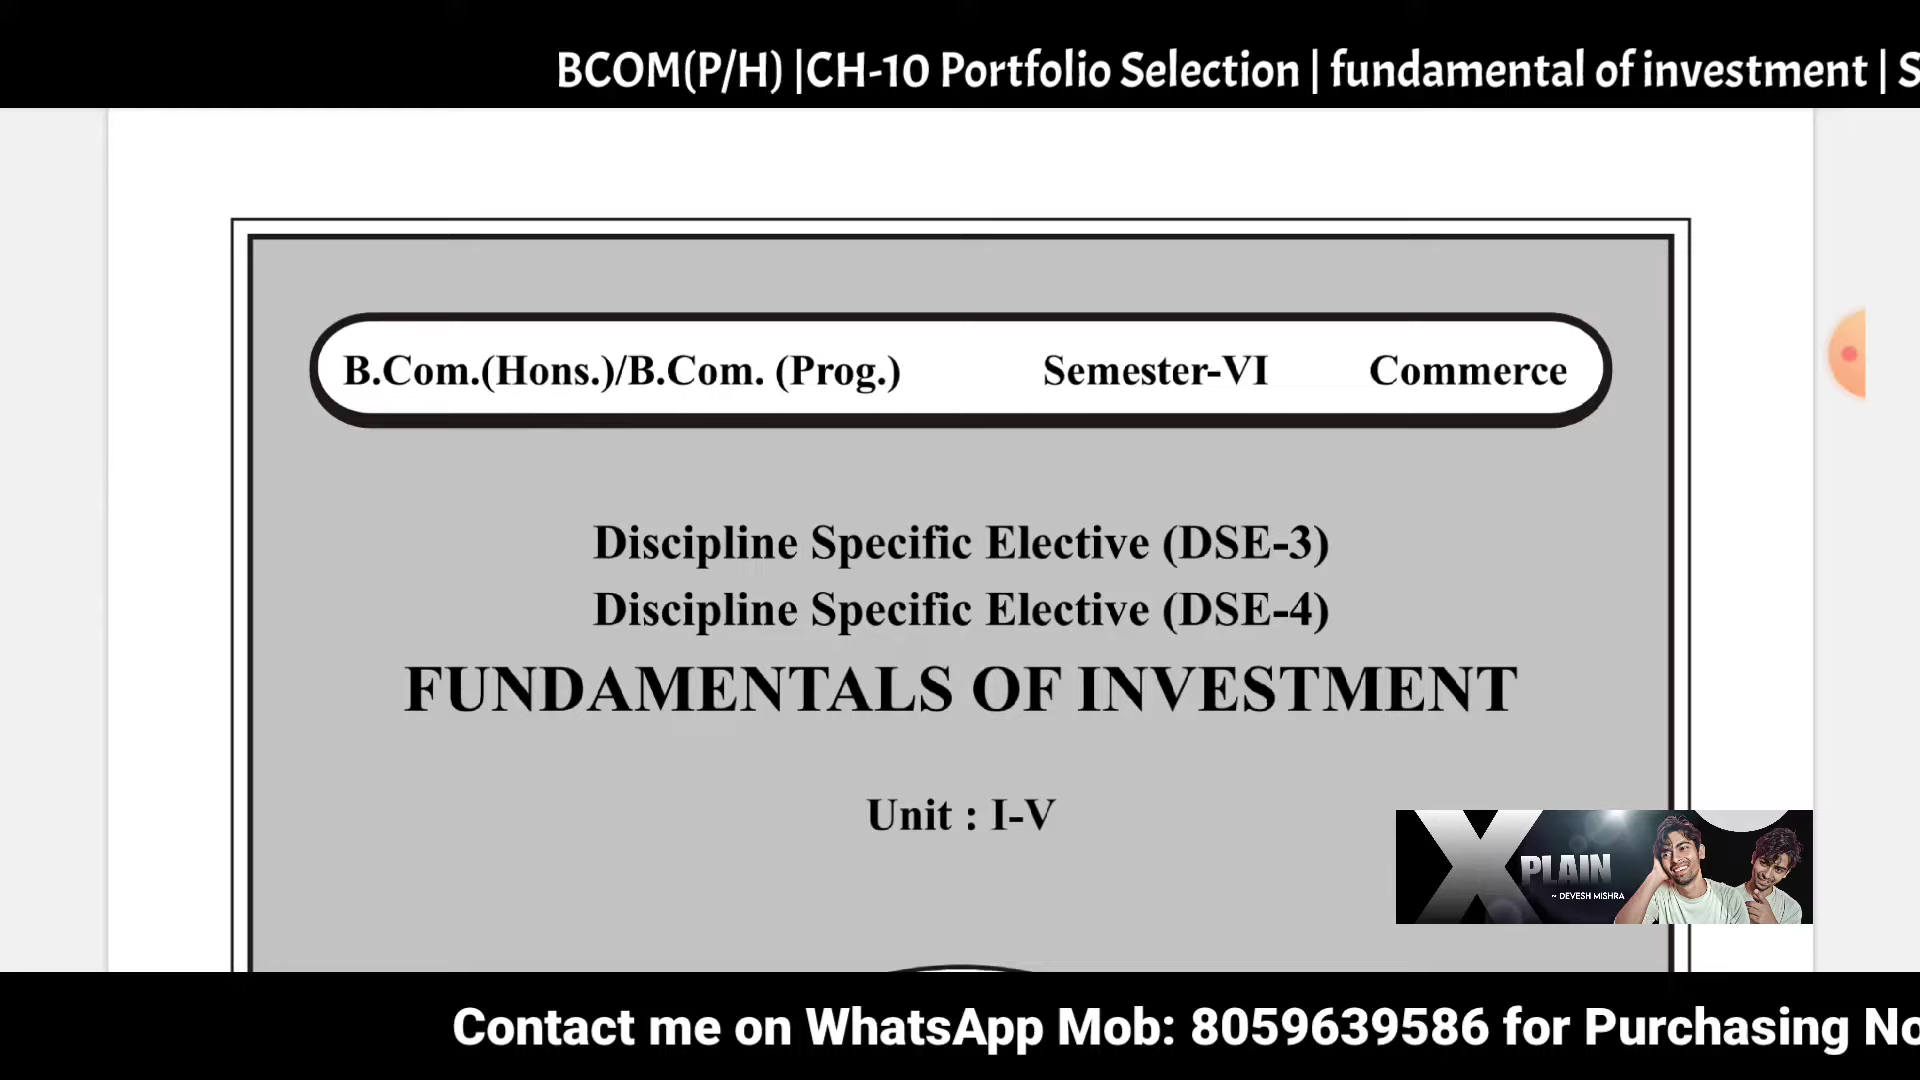 BCOM(P/H) |CH-10 Portfolio Selection | fundamental of investment | S
B.Com.(Hons.)/B.Com. (Prog.) Semester-VI Commerce
Discipline Specific Elective (DSE-3)
Discipline Specific Elective (DSE-4)
FUNDAMENTALS OF INVESTMENT
Unit : I-V
XPLAIN
~ DEVESH MISHRA
Contact me on WhatsApp Mob: 8059639586 for Purchasing No